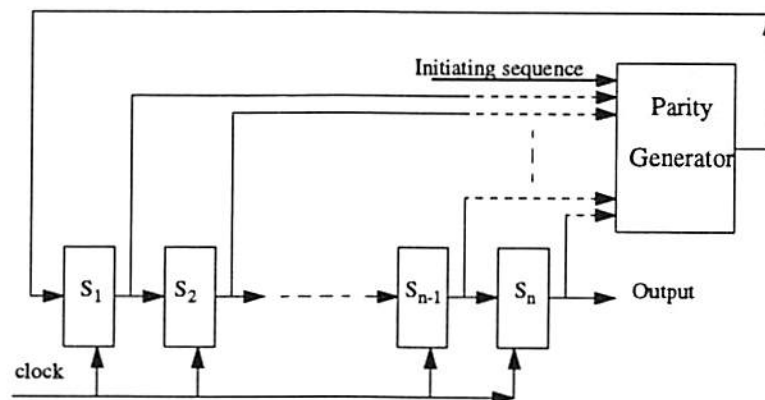 Initiating sequence
Parity
Generator
S1
S2
Sn-1
Sn
Output
clock